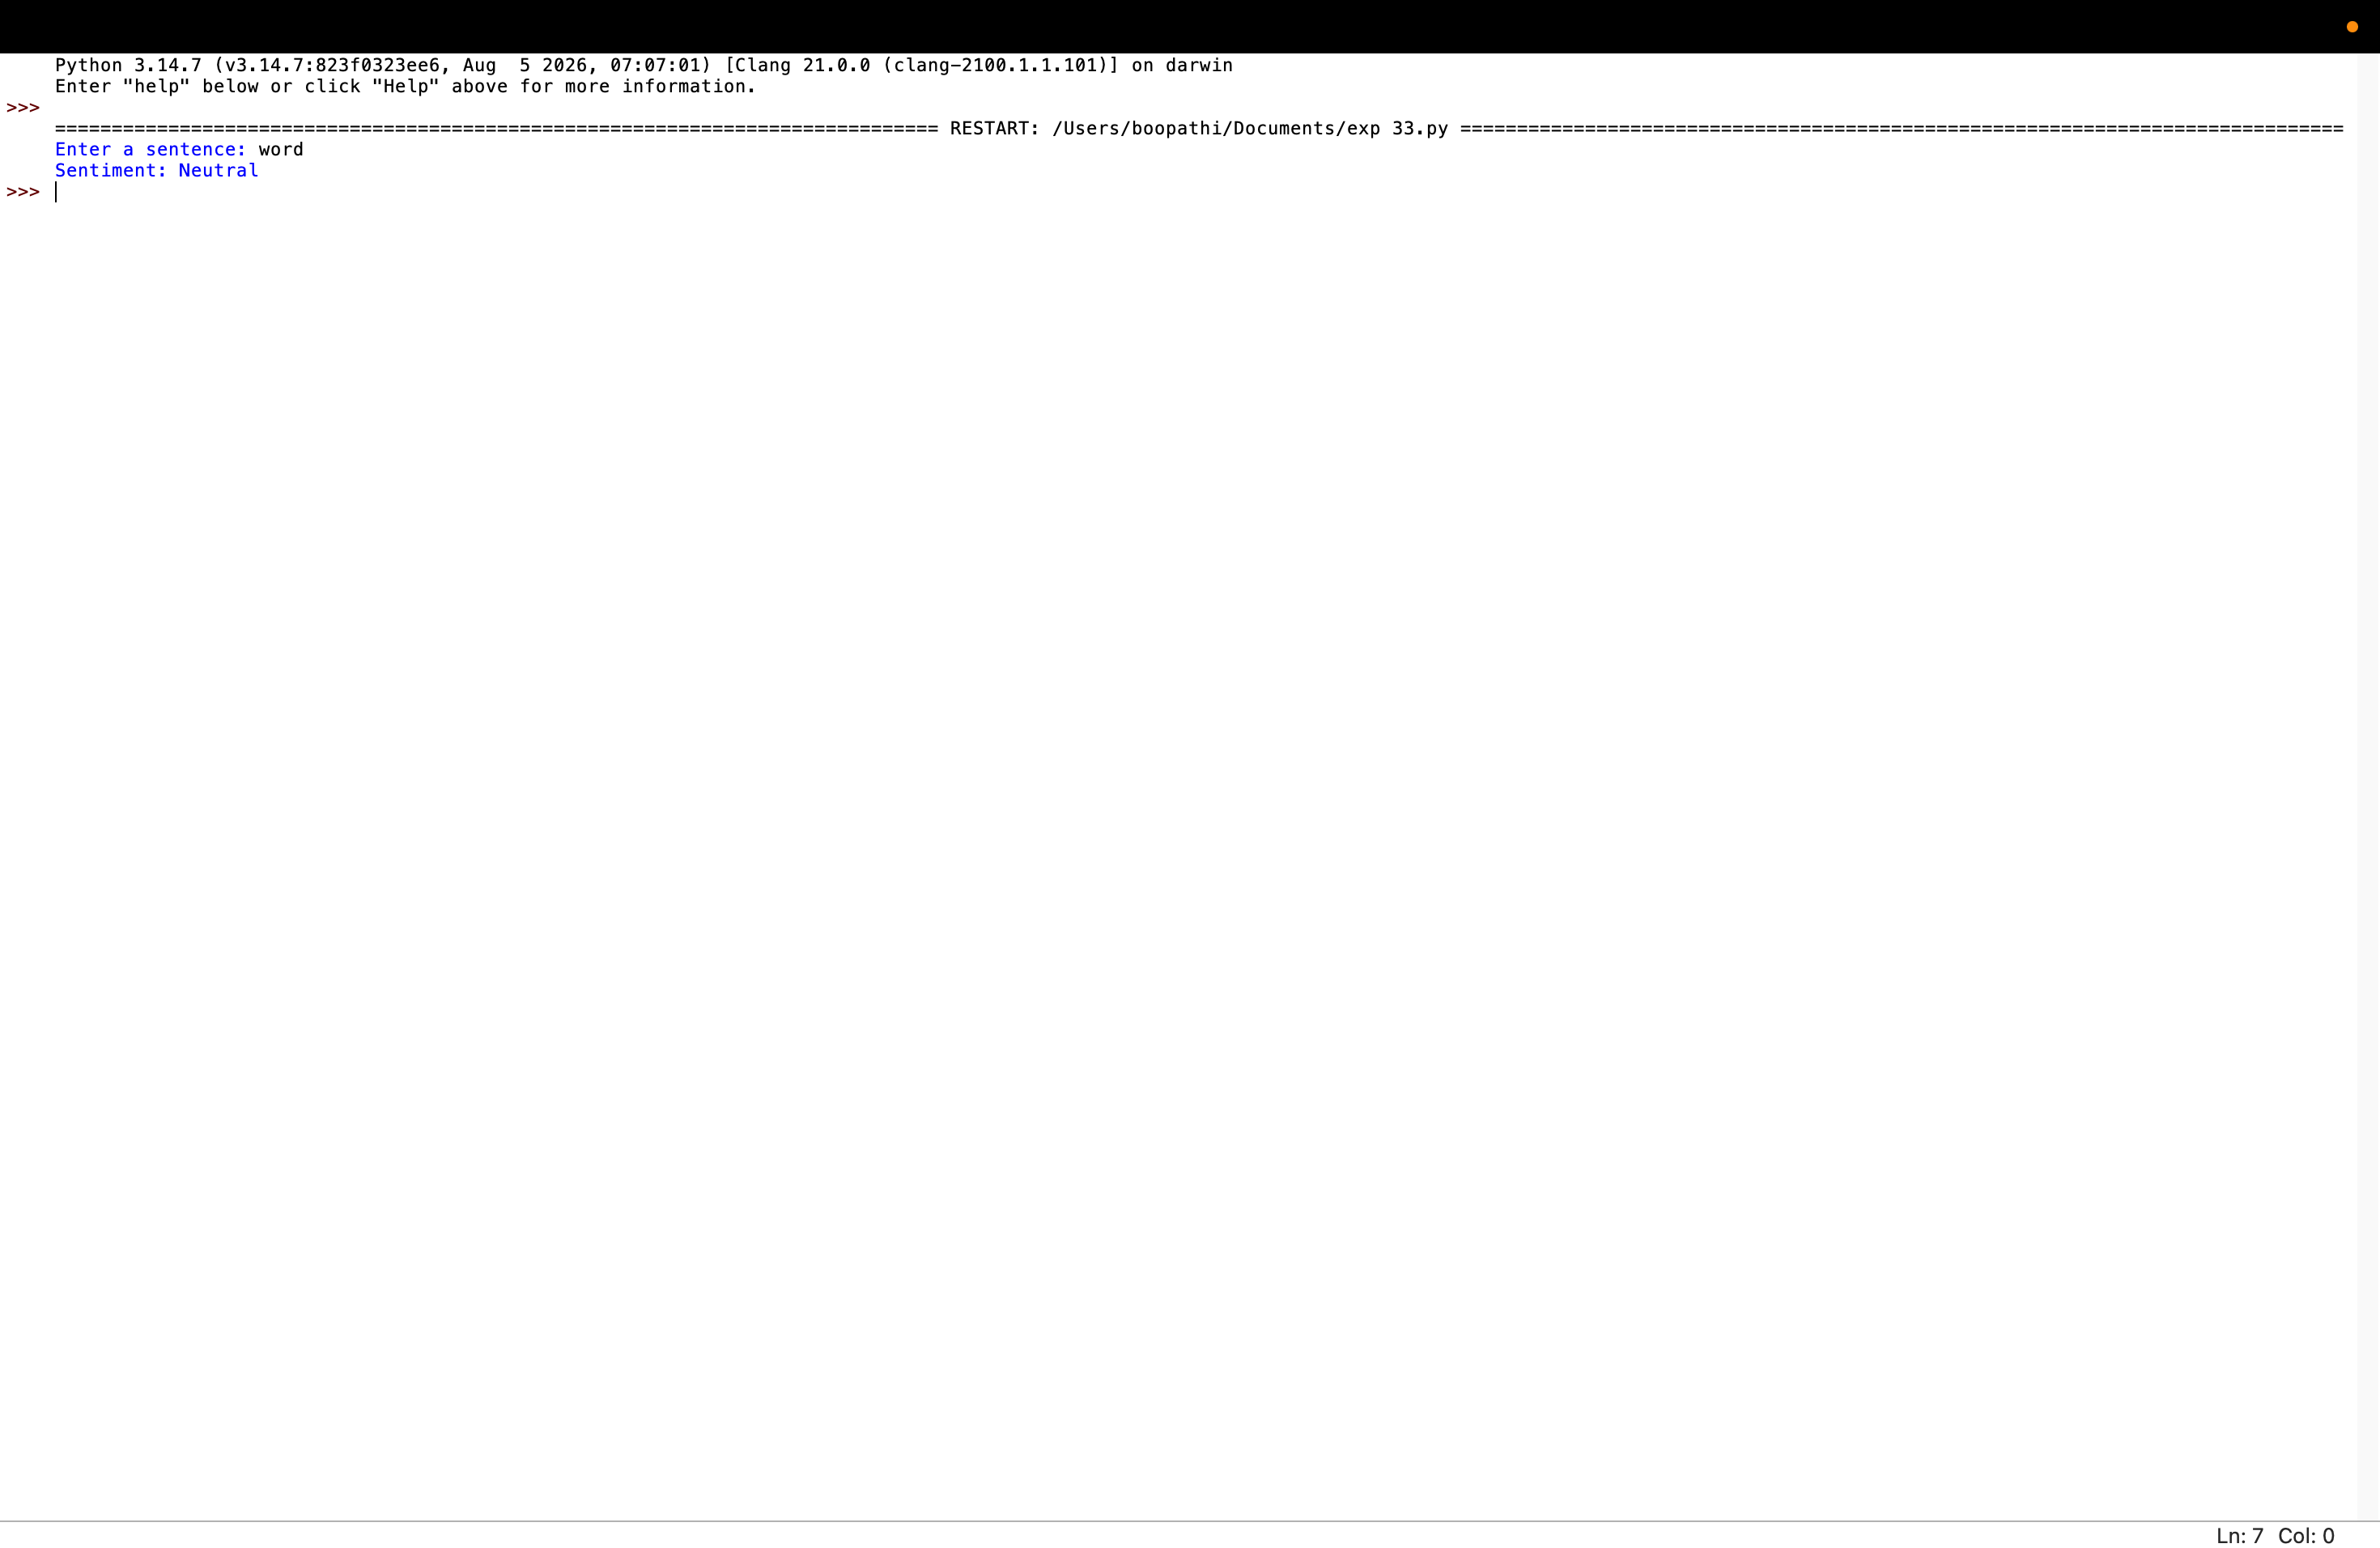 Python 3.14.7 (v3.14.7:823f0323ee6, Aug  5 2026, 07:07:01) [Clang 21.0.0 (clang-2100.1.1.101)] on darwin
Enter "help" below or click "Help" above for more information.
>>>
============================================================================== RESTART: /Users/boopathi/Documents/exp 33.py ==============================================================================
Enter a sentence: word
Sentiment: Neutral
>>>
Ln: 7 Col: 0